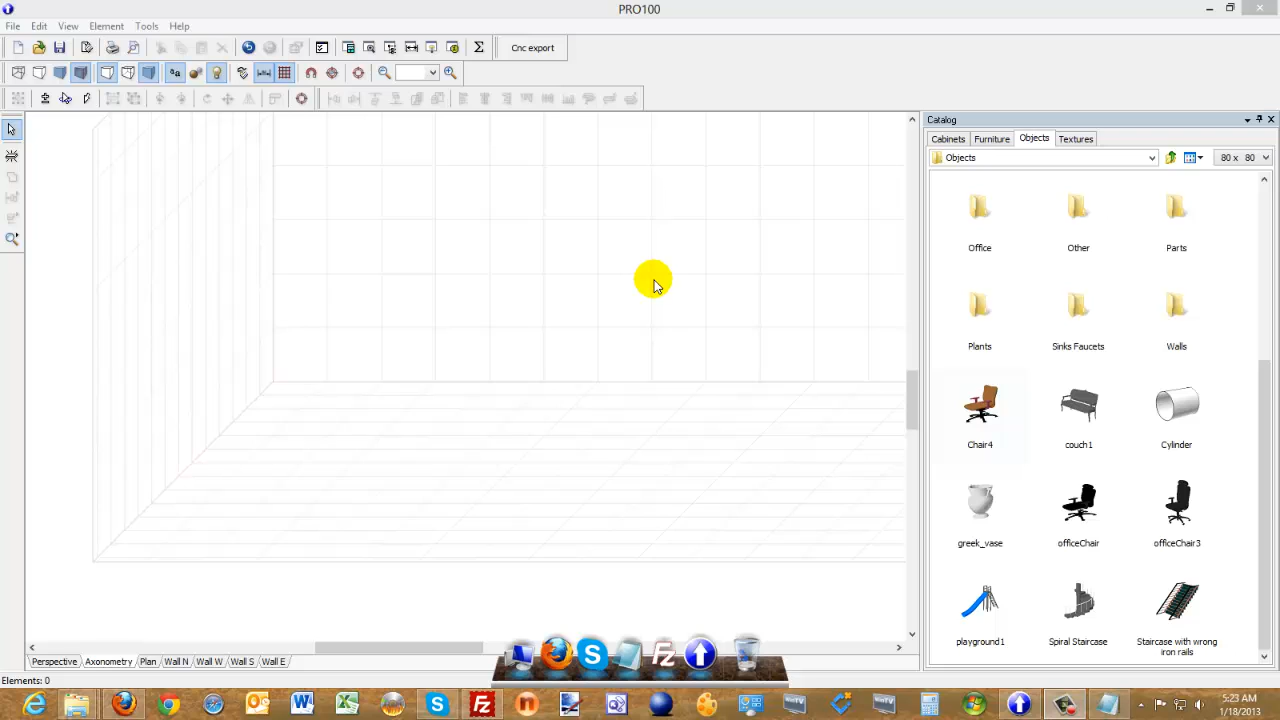 PRO100
File Edit View Element Tools Help
Cnc export
Catalog
Cabinets Furniture Objects Textures
Objects 80 x 80
Office Other Parts
Plants Sinks Faucets Walls
Chair4 couch1 Cylinder
greek_vase officeChair officeChair3
playground1 Spiral Staircase Staircase with wrong
iron rails
Perspective Axonometry Plan Wall N Wall W Wall S Wall E
Elements: 0
5:23 AM
1/18/2013